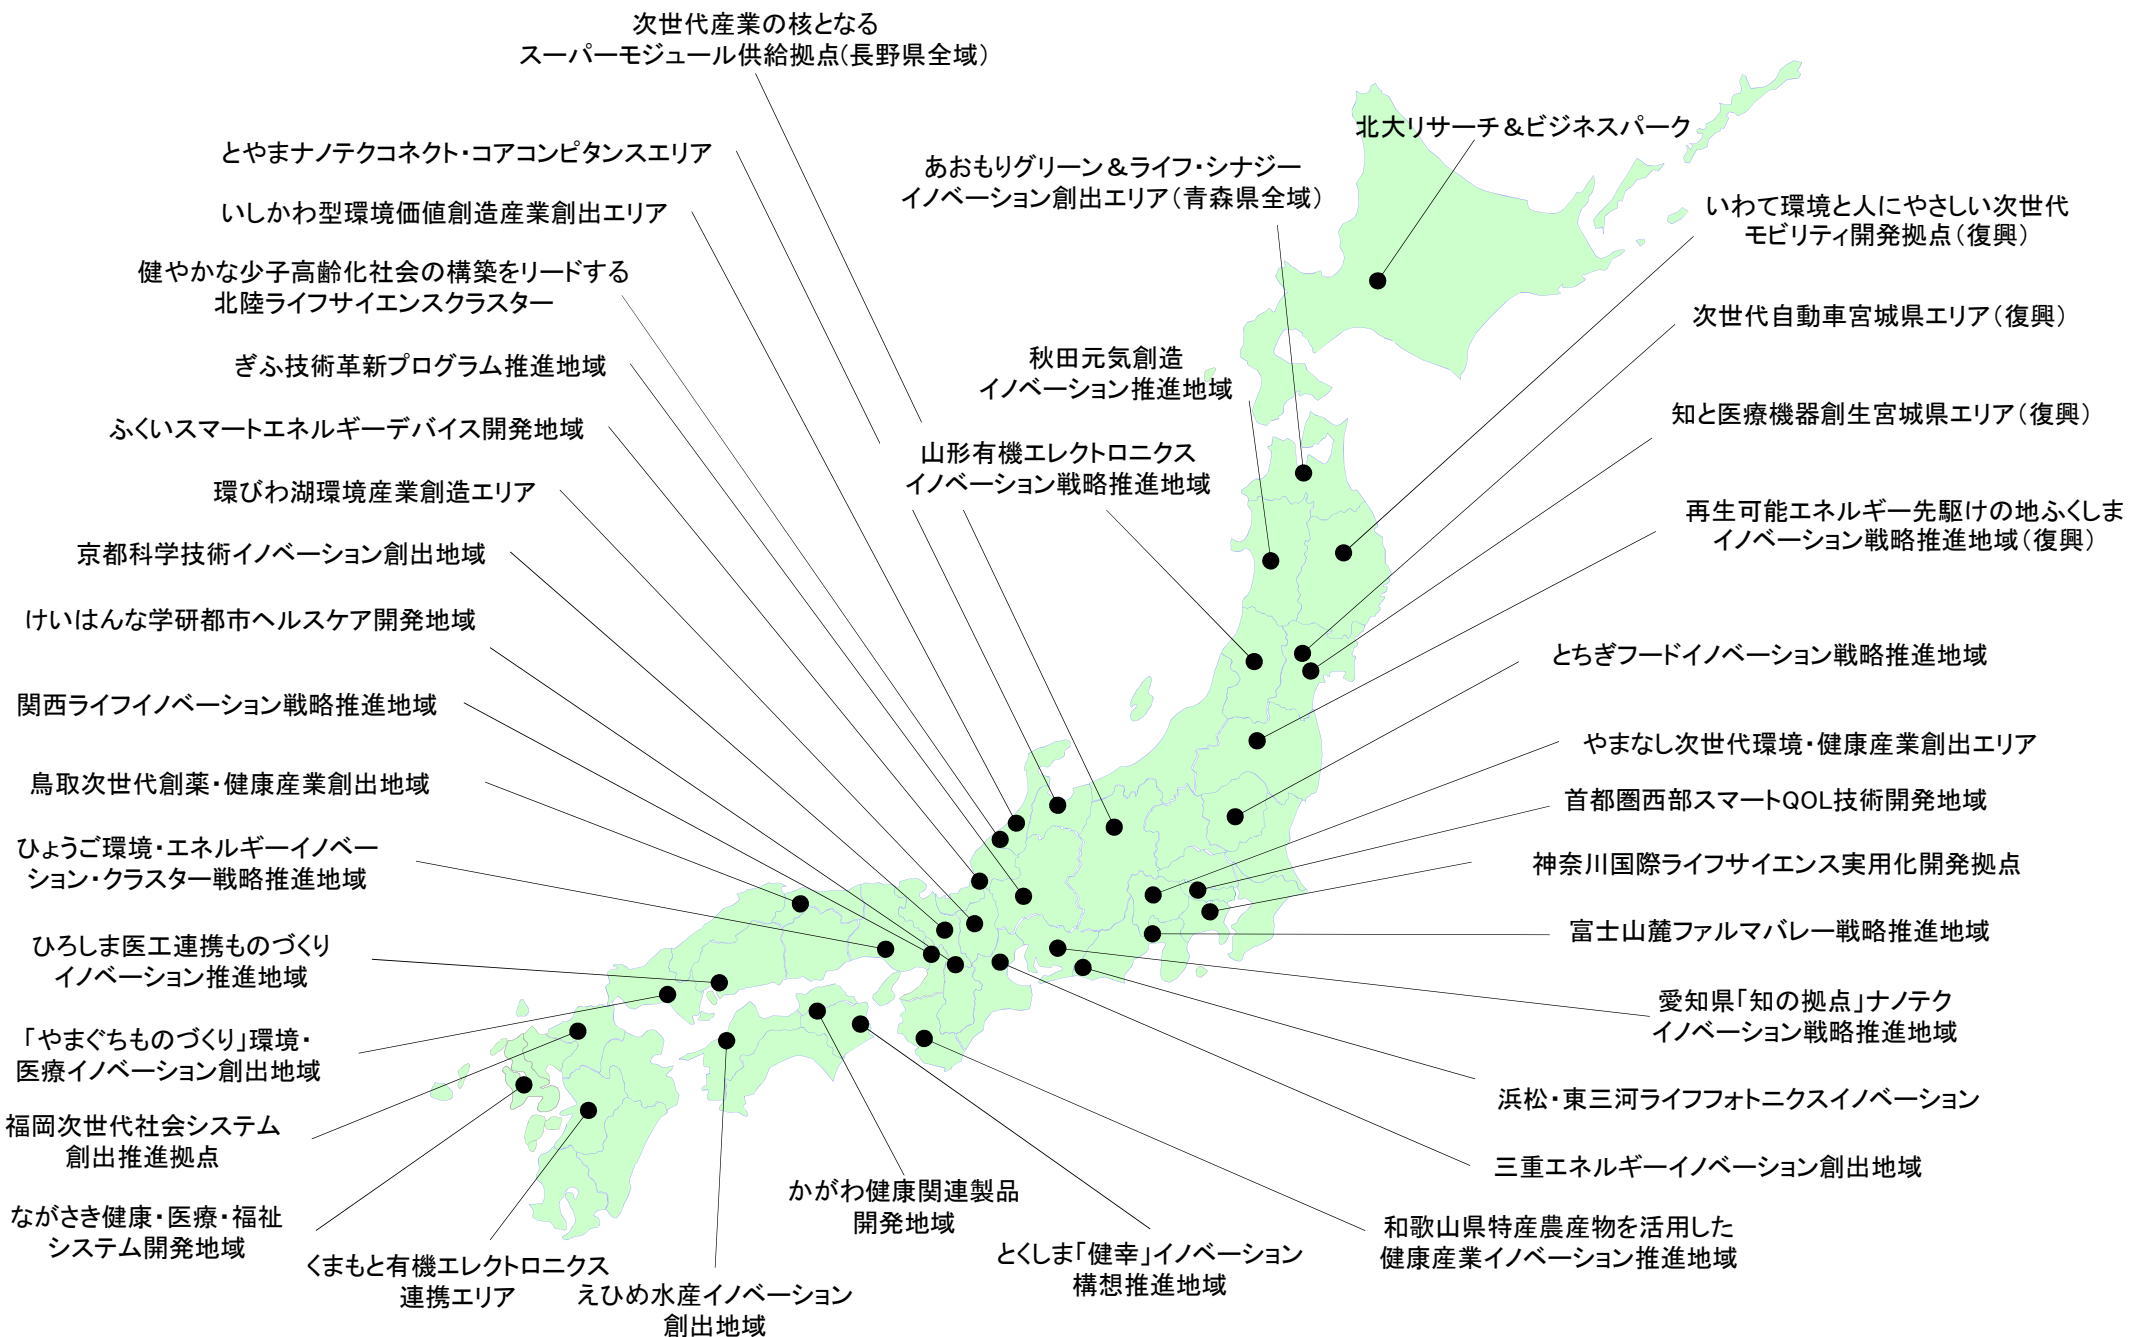 次世代産業の核となる
スーパーモジュール供給拠点(長野県全域)
とやまナノテクコネクト・コアコンピタンスエリア
いしかわ型環境価値創造産業創出エリア
健やかな少子高齢化社会の構築をリードする
北陸ライフサイエンスクラスター
ぎふ技術革新プログラム推進地域
ふくいスマートエネルギーデバイス開発地域
環びわ湖環境産業創造エリア
京都科学技術イノベーション創出地域
けいはんな学研都市ヘルスケア開発地域
関西ライフイノベーション戦略推進地域
鳥取次世代創薬・健康産業創出地域
ひょうご環境・エネルギーイノベー
ション・クラスター戦略推進地域
ひろしま医工連携ものづくり
イノベーション推進地域
「やまぐちものづくり」環境・
医療イノベーション創出地域
福岡次世代社会システム
創出推進拠点
ながさき健康・医療・福祉
システム開発地域
くまもと有機エレクトロニクス
連携エリア
えひめ水産イノベーション
創出地域
かがわ健康関連製品
開発地域
とくしま「健幸」イノベーション
構想推進地域
和歌山県特産農産物を活用した
健康産業イノベーション推進地域
三重エネルギーイノベーション創出地域
浜松・東三河ライフフォトニクスイノベーション
愛知県「知の拠点」ナノテク
イノベーション戦略推進地域
富士山麓ファルマバレー戦略推進地域
神奈川国際ライフサイエンス実用化開発拠点
首都圏西部スマートQOL技術開発地域
やまなし次世代環境・健康産業創出エリア
とちぎフードイノベーション戦略推進地域
再生可能エネルギー先駆けの地ふくしま
イノベーション戦略推進地域(復興)
知と医療機器創生宮城県エリア(復興)
次世代自動車宮城県エリア(復興)
いわて環境と人にやさしい次世代
モビリティ開発拠点(復興)
北大リサーチ&ビジネスパーク
あおもりグリーン&ライフ・シナジー
イノベーション創出エリア(青森県全域)
秋田元気創造
イノベーション推進地域
山形有機エレクトロニクス
イノベーション戦略推進地域